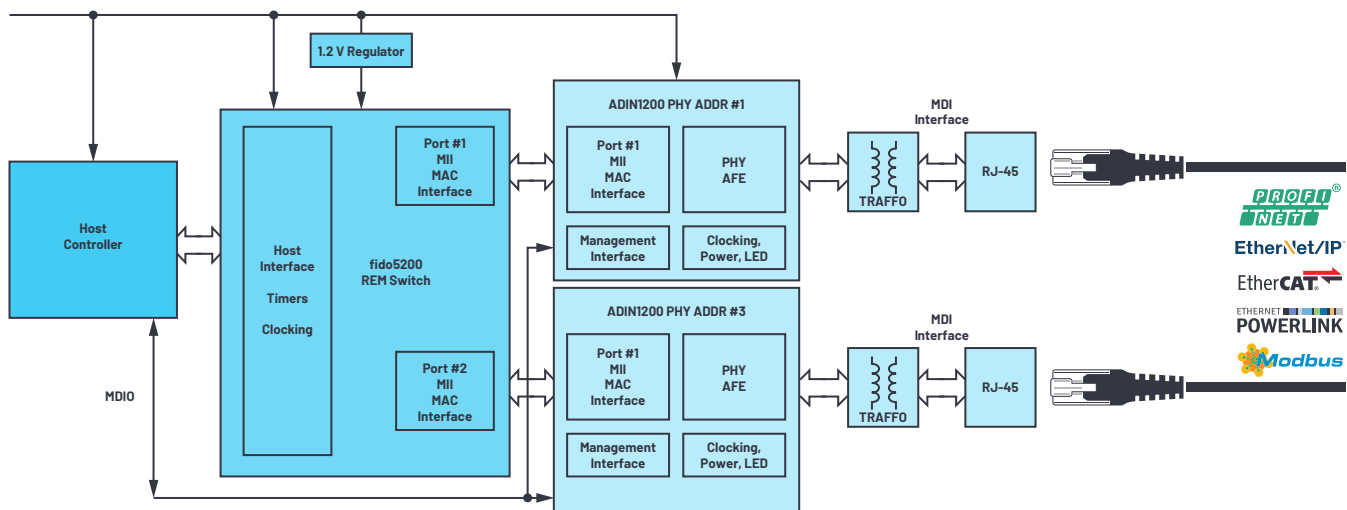 1.2 V Regulator
Host
Controller
MDIO
Host
Interface
Timers
Clocking
fido5200
REM Switch
Port #1
MII
MAC
Interface
Port #2
MII
MAC
Interface
ADIN1200 PHY ADDR #1
Port #1
MII
MAC
Interface
PHY
AFE
Management
Interface
Clocking,
Power, LED
ADIN1200 PHY ADDR #3
Port #1
MII
MAC
Interface
PHY
AFE
Management
Interface
Clocking,
Power, LED
MDI
Interface
TRAFFO
RJ-45
MDI
Interface
TRAFFO
RJ-45
PROFI®
NET
EtherNet/IP™
EtherCAT®
ETHERNET
POWERLINK
Modbus